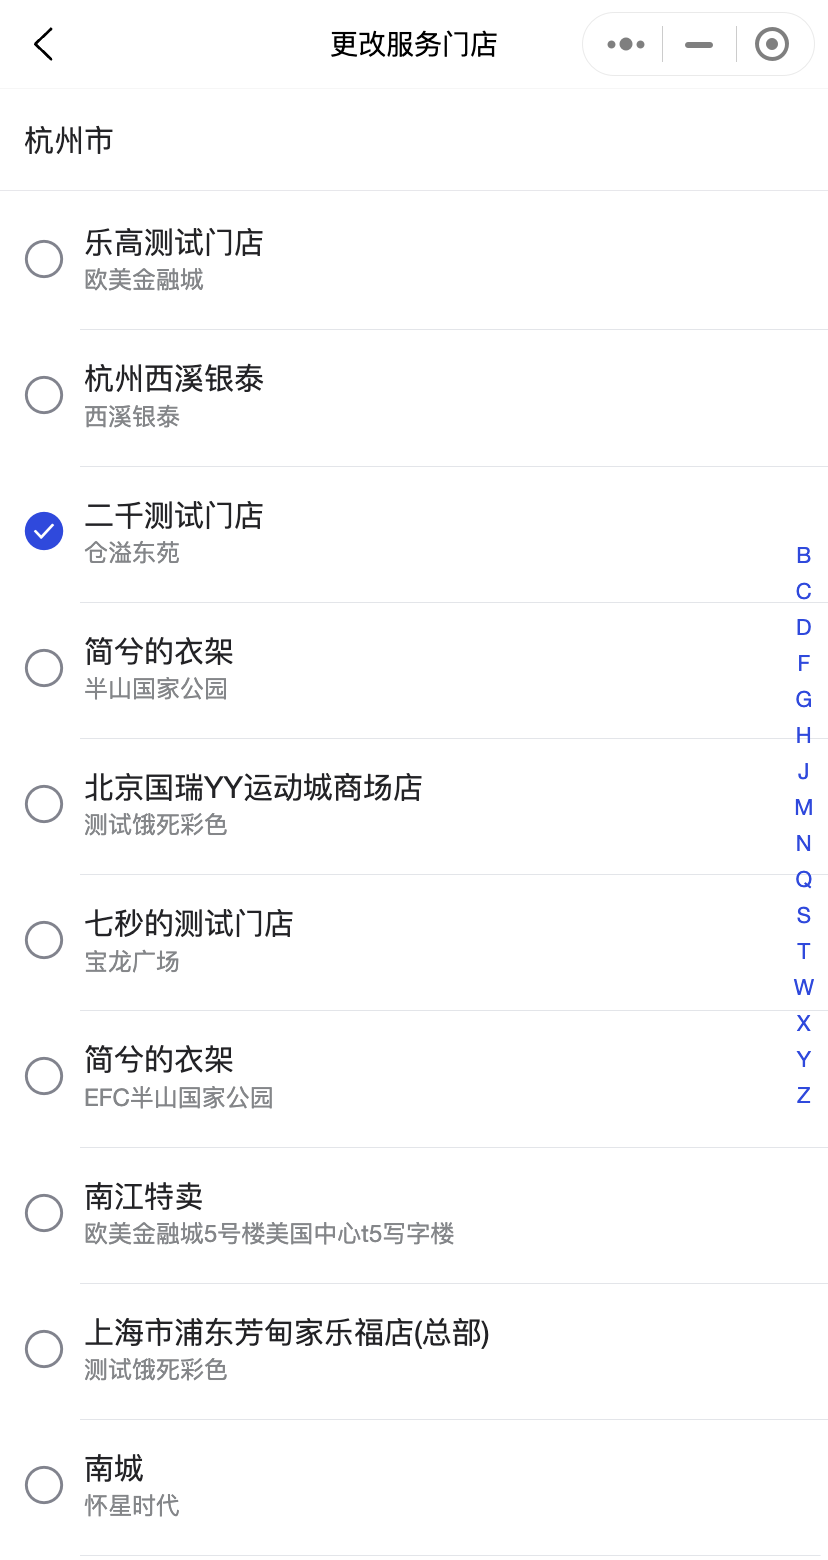 更改服务门店
杭州市
乐高测试门店
欧美金融城
杭州西溪银泰
西溪银泰
二千测试门店
仓溢东苑
简兮的衣架
半山国家公园
北京国瑞YY运动城商场店
测试饿死彩色
七秒的测试门店
宝龙广场
简兮的衣架
EFC半山国家公园
南江特卖
欧美金融城5号楼美国中心t5写字楼
上海市浦东芳甸家乐福店(总部)
测试饿死彩色
南城
怀星时代
B
C
D
F
G
H
J
M
N
Q
S
T
W
X
Y
Z